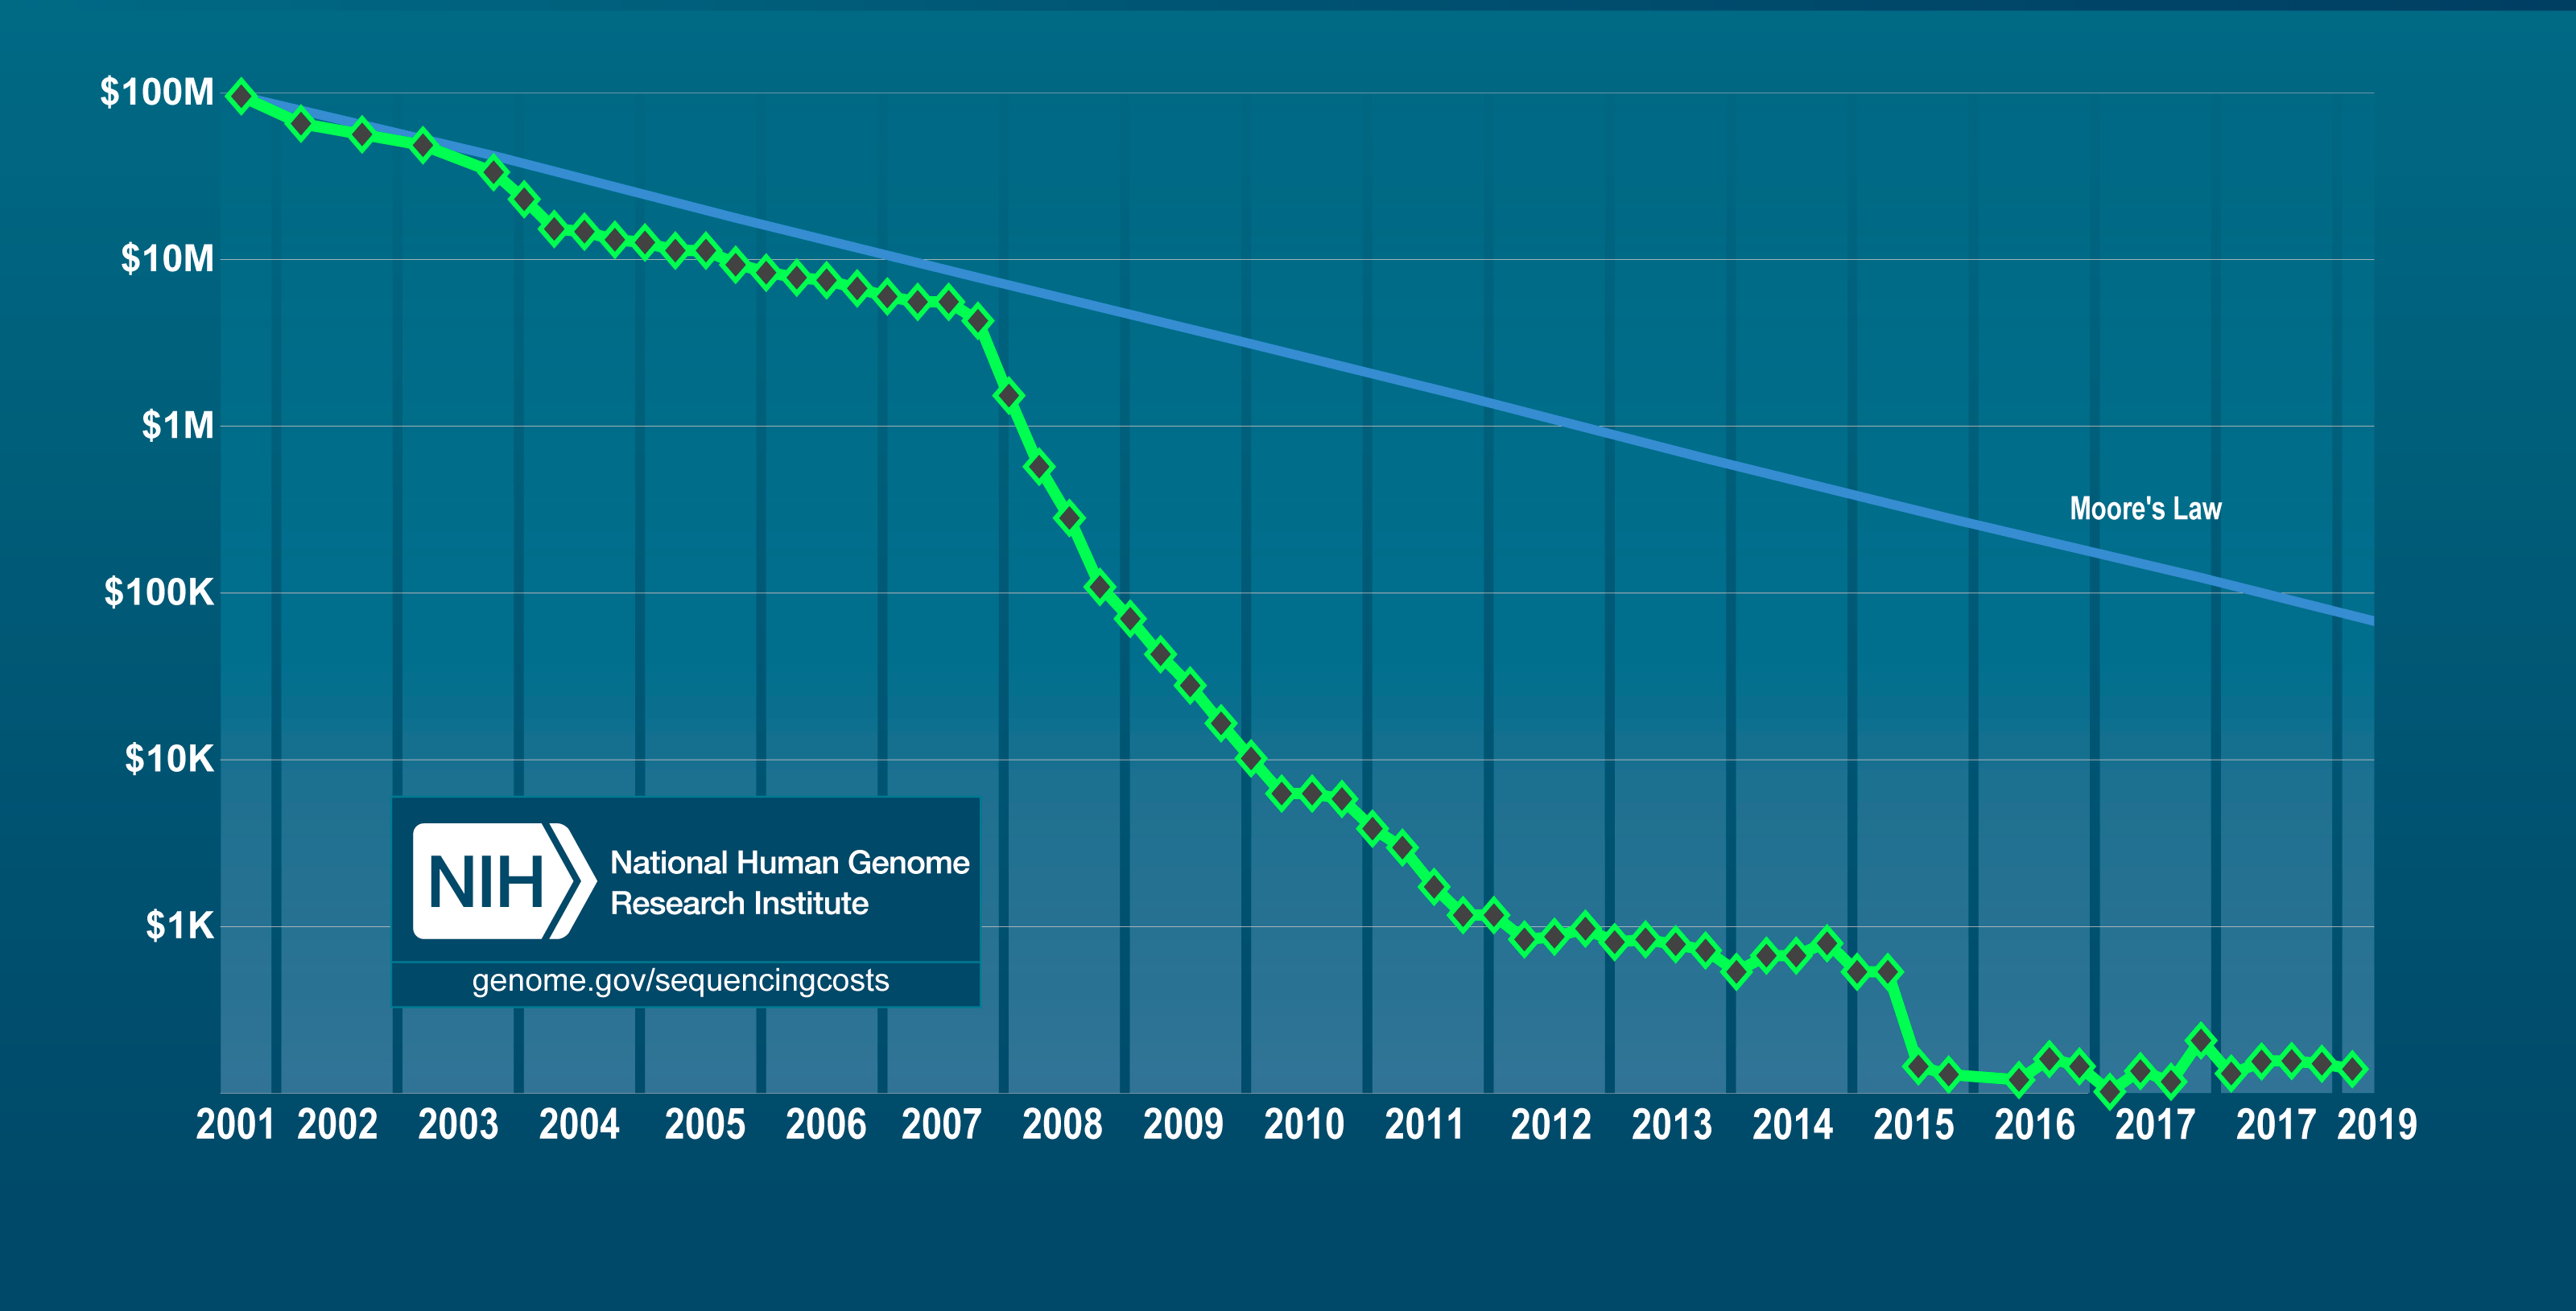 $100M
$10M
$1M
$100K
$10K
$1K
Moore's Law
NIH
National Human Genome
Research Institute
genome.gov/sequencingcosts
2001 2002 2003 2004 2005 2006 2007 2008 2009 2010 2011 2012 2013 2014 2015 2016 2017 2017 2019